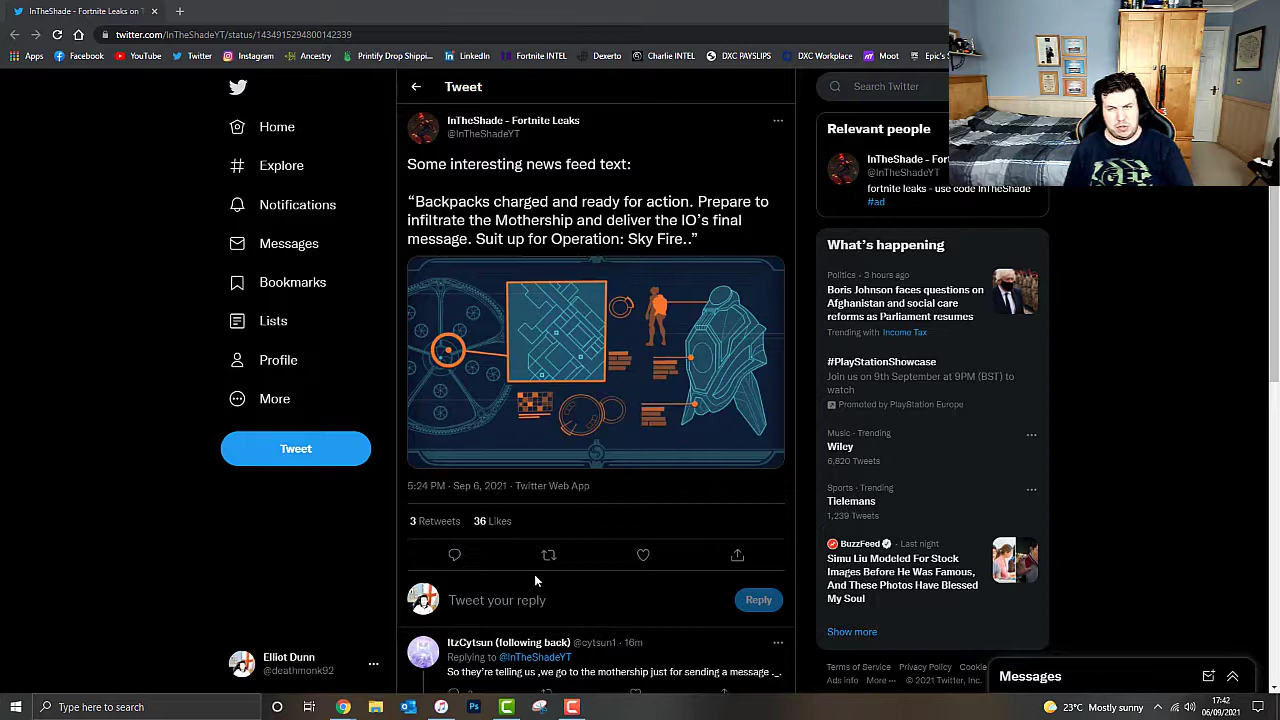 InTheShade - Fortnite Leaks on T
twitter.com/InTheShadeYT/status/1434915294800142339
Apps
Facebook
YouTube
Twitter
Instagram
Ancestry
Printify Drop Shippi...
LinkedIn
Fortnite INTEL
Dexerto
Charlie INTEL
DXC PAYSLIPS
DXC Workplace
Moot
Epic's S
Home
Explore
Notifications
Messages
Bookmarks
Lists
Profile
More
Tweet
Elliot Dunn
@deathmonk92
Tweet
InTheShade - Fortnite Leaks
@InTheShadeYT
Some interesting news feed text:
“Backpacks charged and ready for action. Prepare to
infiltrate the Mothership and deliver the IO’s final
message. Suit up for Operation: Sky Fire..”
5:24 PM · Sep 6, 2021 · Twitter Web App
3 Retweets 36 Likes
Tweet your reply
Reply
ItzCytsun (following back) @cytsun1 · 16m
Replying to @InTheShadeYT
So they're telling us ,we go to the mothership just for sending a message ._.
Search Twitter
Relevant people
InTheShade - Fort
@InTheShadeYT
fortnite leaks - use code InTheShade
#ad
What’s happening
Politics · 3 hours ago
Boris Johnson faces questions on
Afghanistan and social care
reforms as Parliament resumes
Trending with Income Tax
#PlayStationShowcase
Join us on 9th September at 9PM (BST) to
watch
Promoted by PlayStation Europe
Music · Trending
Wiley
6,820 Tweets
Sports · Trending
Tielemans
1,239 Tweets
BuzzFeed · Last night
Simu Liu Modeled For Stock
Images Before He Was Famous,
And These Photos Have Blessed
My Soul
Show more
Terms of Service Privacy Policy Cookie
Ads info More ··· © 2021 Twitter, Inc.
Messages
Type here to search
23°C Mostly sunny
17:42
06/09/2021